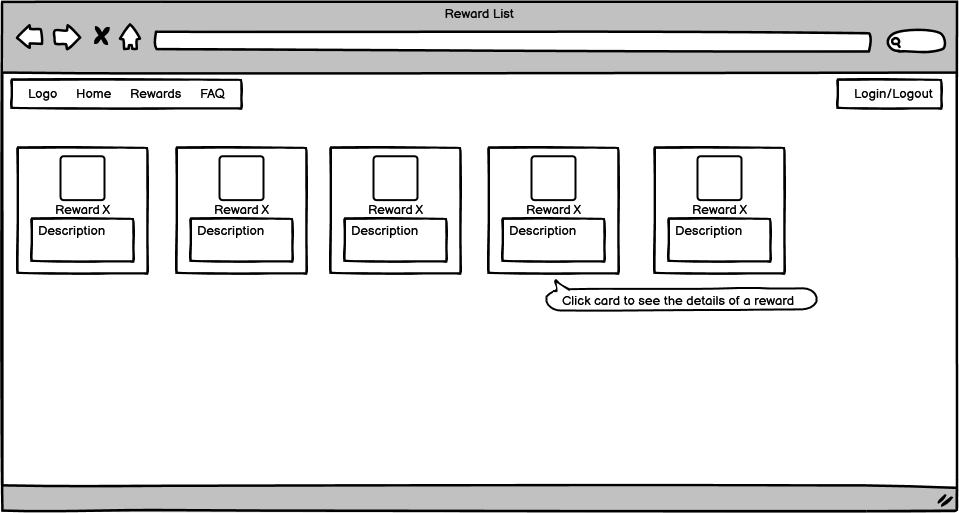 Reward List
Logo Home Rewards FAQ
Login/Logout
Reward X
Description
Reward X
Description
Reward X
Description
Reward X
Description
Reward X
Description
Click card to see the details of a reward